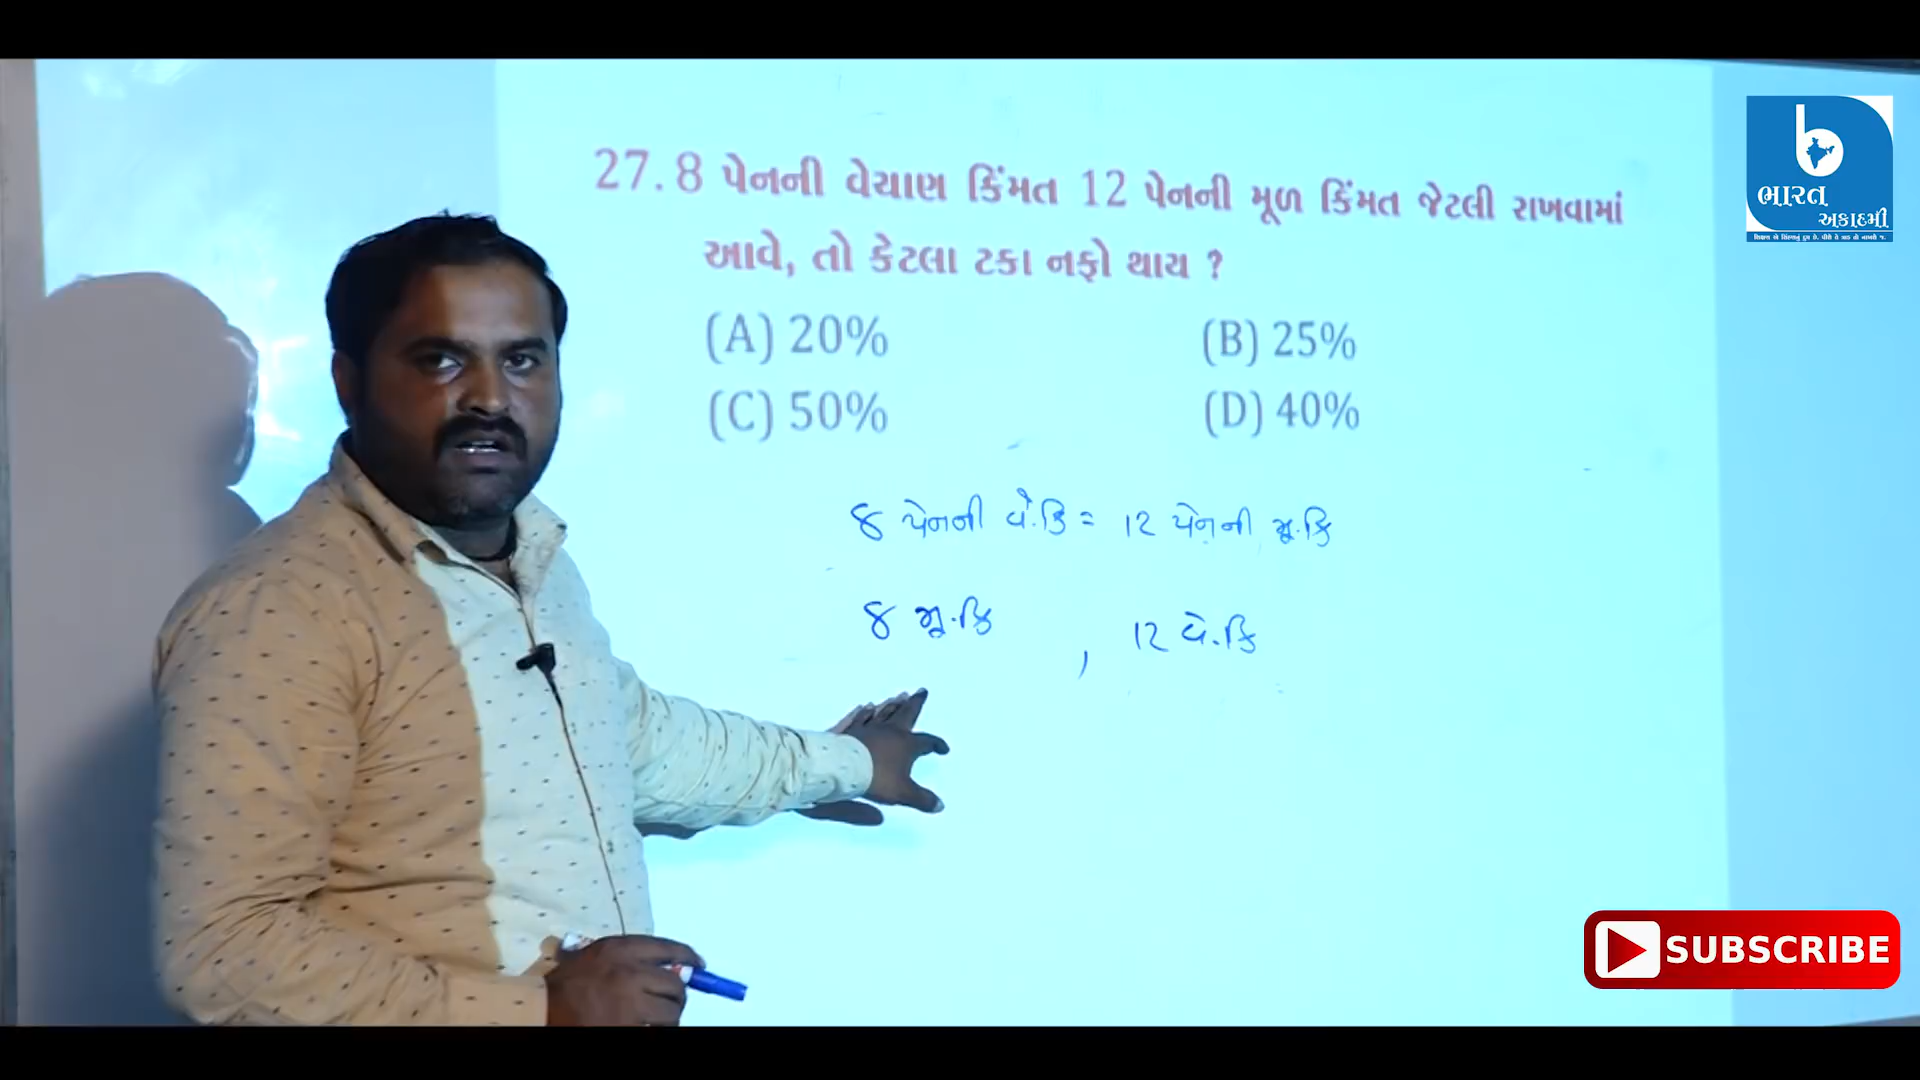 27. 8 પેનની વેચાણ કિંમત 12 પેનની મૂળ કિંમત જેટલી રાખવામાં
આવે, તો કેટલા ટકા નફો થાય ?
(A) 20% (B) 25%
(C) 50% (D) 40%
8 પેનની વે.કિ = 12 પેનની મૂ.કિ
8 મૂ.કિ , 12 વે.કિ
ભારત
અકાદમી
SUBSCRIBE